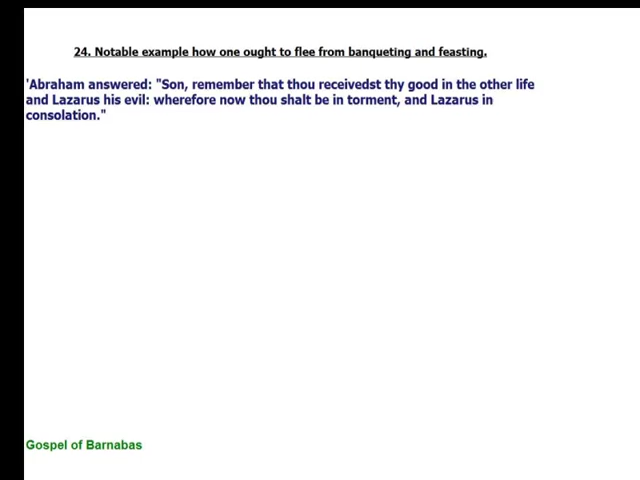 24. Notable example how one ought to flee from banqueting and feasting.
'Abraham answered: "Son, remember that thou receivedst thy good in the other life
and Lazarus his evil: wherefore now thou shalt be in torment, and Lazarus in
consolation."
Gospel of Barnabas